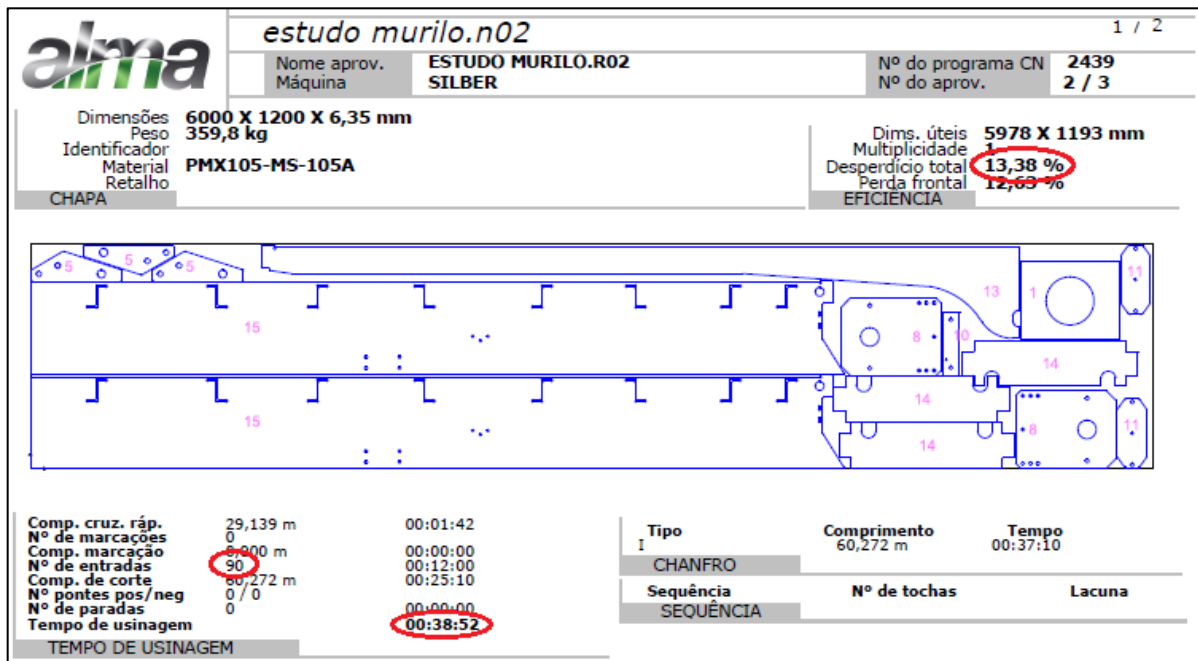 alma
estudo murilo.n02
1 / 2
Nome aprov. ESTUDO MURILO.R02
Máquina SILBER
Nº do programa CN 2439
Nº do aprov. 2 / 3
Dimensões 6000 X 1200 X 6,35 mm
Peso 359,8 kg
Identificador
Material PMX105-MS-105A
Retalho
CHAPA
Dims. úteis 5978 X 1193 mm
Multiplicidade 1
Desperdício total 13,38 %
Perda frontal 12,63 %
EFICIÊNCIA
5 5 5
13 1 11
15 8 10
14
14
15 8 11
14
Comp. cruz. ráp. 29,139 m 00:01:42
Nº de marcações 0
Comp. marcação 0,000 m 00:00:00
Nº de entradas 90 00:12:00
Comp. de corte 60,272 m 00:25:10
Nº pontes pos/neg 0 / 0
Nº de paradas 0 00:00:00
Tempo de usinagem 00:38:52
TEMPO DE USINAGEM
Tipo Comprimento Tempo
I 60,272 m 00:37:10
CHANFRO
Sequência Nº de tochas Lacuna
SEQUÊNCIA